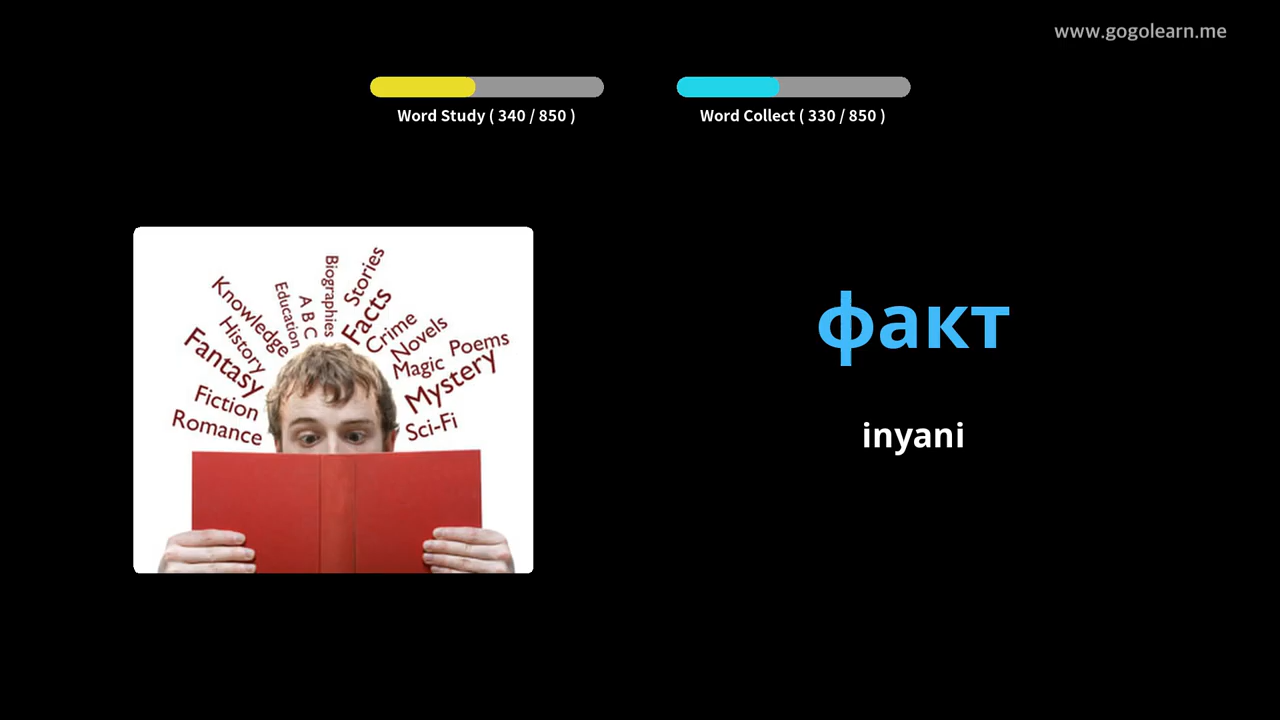 www.gogolearn.me
Word Study ( 340 / 850 )
Word Collect ( 330 / 850 )
Stories
Biographies
Facts
Knowledge
Education
A B C
Crime
Novels
History
Poems
Fantasy
Magic
Mystery
Fiction
Romance
Sci-Fi
факт
inyani